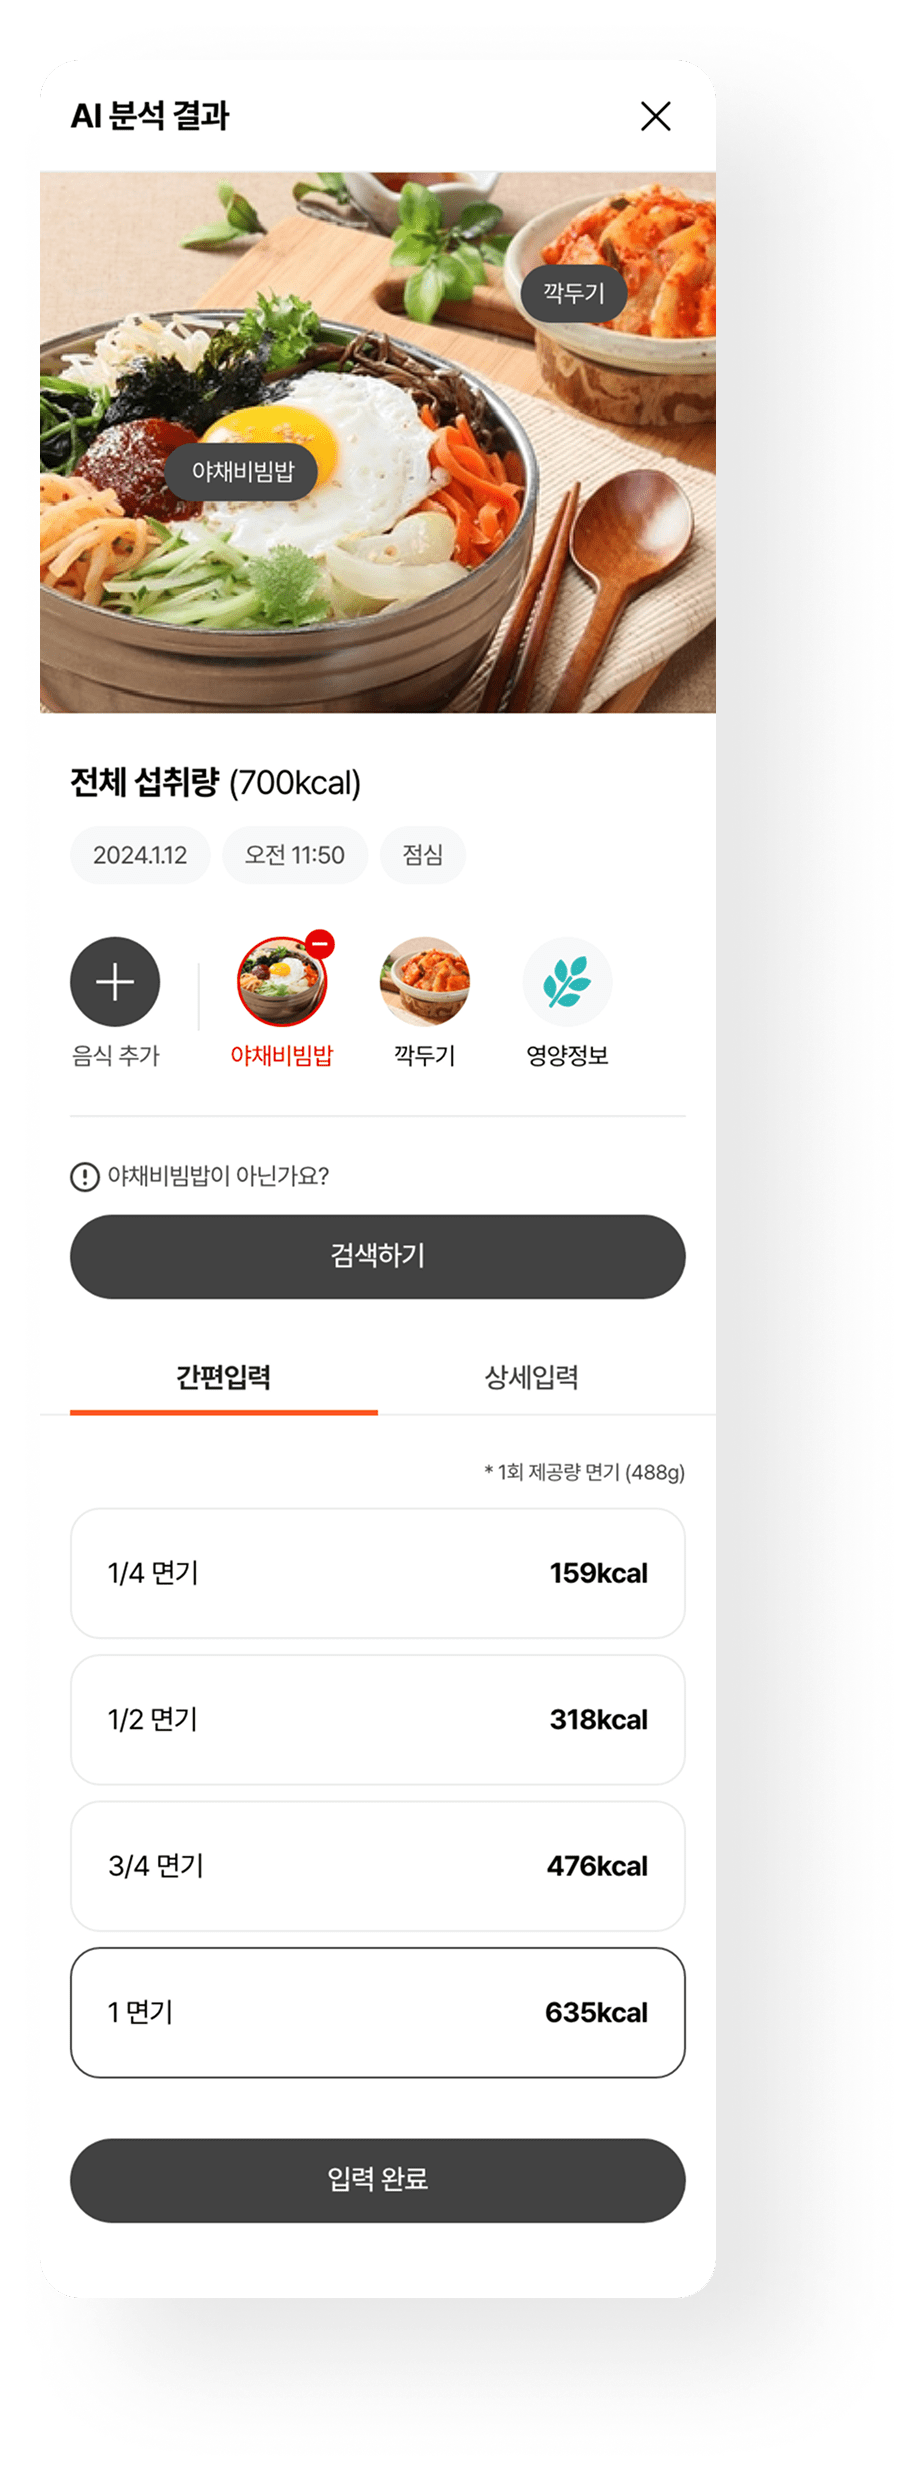 AI 분석 결과
깍두기
야채비빔밥
전체 섭취량 (700kcal)
2024.1.12 오전 11:50 점심
음식 추가 야채비빔밥 깍두기 영양정보
야채비빔밥이 아닌가요?
검색하기
간편입력 상세입력
* 1회 제공량 면기 (488g)
1/4 면기 159kcal
1/2 면기 318kcal
3/4 면기 476kcal
1 면기 635kcal
입력 완료